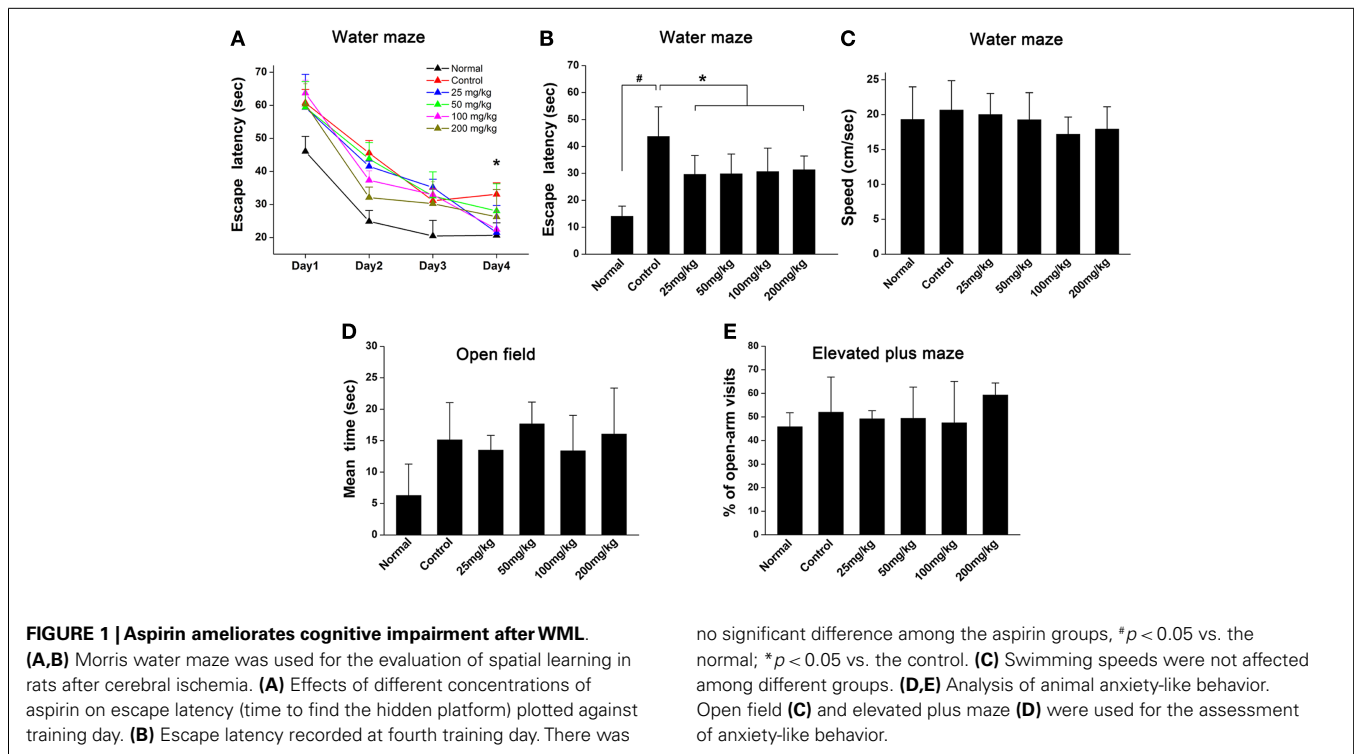 A
Water maze
Escape latency (sec)
70
60
50
40
30
20
Normal
Control
25 mg/kg
50 mg/kg
100 mg/kg
200 mg/kg
*
Day1 Day2 Day3 Day4
B
Water maze
Escape latency (sec)
70
60
50
40
30
20
10
0
# *
Normal Control 25mg/kg 50mg/kg 100mg/kg 200mg/kg
C
Water maze
Speed (cm/sec)
25
20
15
10
5
0
Normal Control 25mg/kg 50mg/kg 100mg/kg 200mg/kg
D
Open field
Mean time (sec)
30
25
20
15
10
5
0
Normal Control 25mg/kg 50mg/kg 100mg/kg 200mg/kg
E
Elevated plus maze
% of open-arm visits
80
70
60
50
40
30
20
10
0
Normal Control 25mg/kg 50mg/kg 100mg/kg 200mg/kg
FIGURE 1 | Aspirin ameliorates cognitive impairment after WML.
(A,B) Morris water maze was used for the evaluation of spatial learning in
rats after cerebral ischemia. (A) Effects of different concentrations of
aspirin on escape latency (time to find the hidden platform) plotted against
training day. (B) Escape latency recorded at fourth training day. There was
no significant difference among the aspirin groups, #p < 0.05 vs. the
normal; *p < 0.05 vs. the control. (C) Swimming speeds were not affected
among different groups. (D,E) Analysis of animal anxiety-like behavior.
Open field (C) and elevated plus maze (D) were used for the assessment
of anxiety-like behavior.